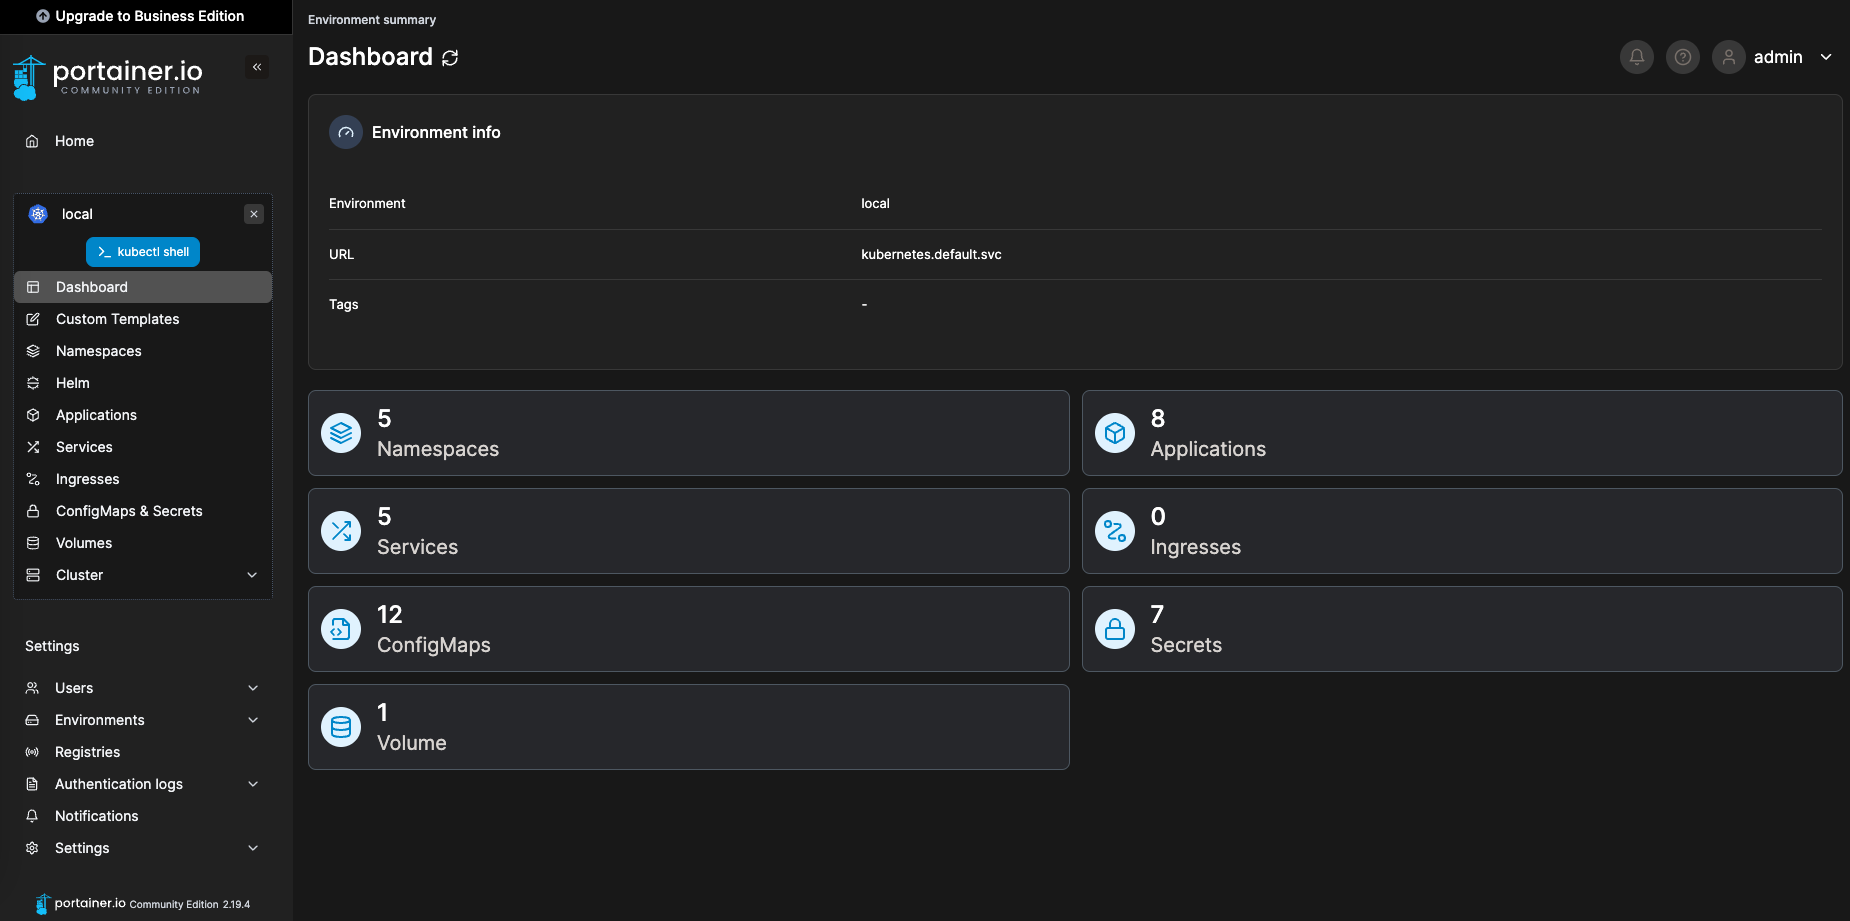 Upgrade to Business Edition
portainer.io
COMMUNITY EDITION
Home
local
kubectl shell
Dashboard
Custom Templates
Namespaces
Helm
Applications
Services
Ingresses
ConfigMaps & Secrets
Volumes
Cluster
Settings
Users
Environments
Registries
Authentication logs
Notifications
Settings
portainer.io Community Edition 2.19.4
Environment summary
Dashboard
admin
Environment info
Environment local
URL kubernetes.default.svc
Tags -
5
Namespaces
8
Applications
5
Services
0
Ingresses
12
ConfigMaps
7
Secrets
1
Volume